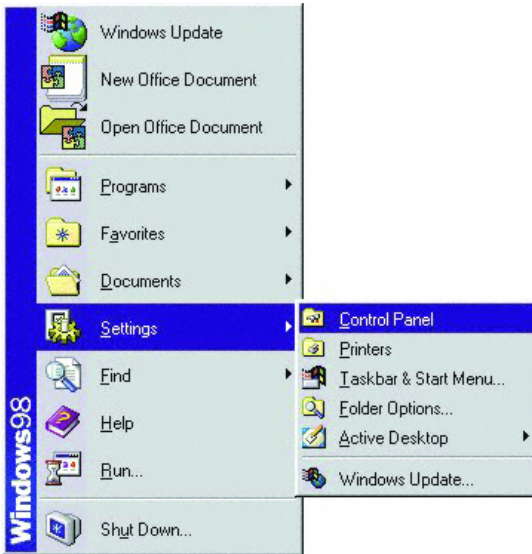 Windows Update
New Office Document
Open Office Document
Programs
Favorites
Documents
Settings
Find
Help
Run...
Shut Down...
Control Panel
Printers
Taskbar & Start Menu...
Folder Options...
Active Desktop
Windows Update...
Windows98